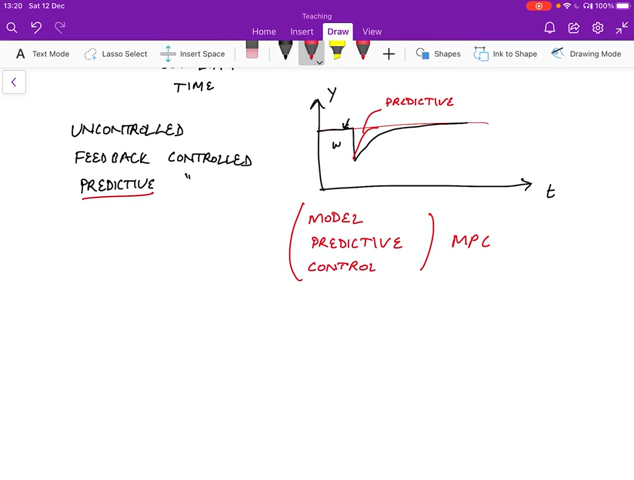 13:20 Sat 12 Dec
100%
Teaching
Home Insert Draw View
Text Mode Lasso Select Insert Space Shapes Ink to Shape Drawing Mode
TIME
UNCONTROLLED
FEEDBACK CONTROLLED
PREDICTIVE "
Y
PREDICTIVE
W
t
MODEL
PREDICTIVE
CONTROL
MPC